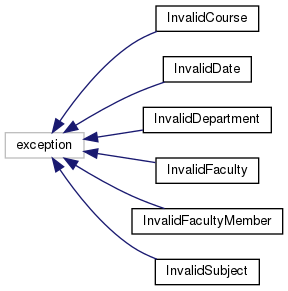 InvalidCourse
InvalidDate
InvalidDepartment
exception
InvalidFaculty
InvalidFacultyMember
InvalidSubject